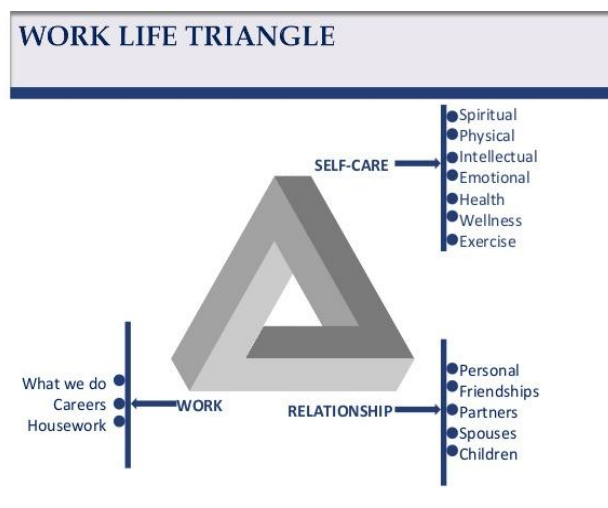 WORK LIFE TRIANGLE
SELF-CARE
Spiritual
Physical
Intellectual
Emotional
Health
Wellness
Exercise
What we do
Careers
Housework
WORK
RELATIONSHIP
Personal
Friendships
Partners
Spouses
Children